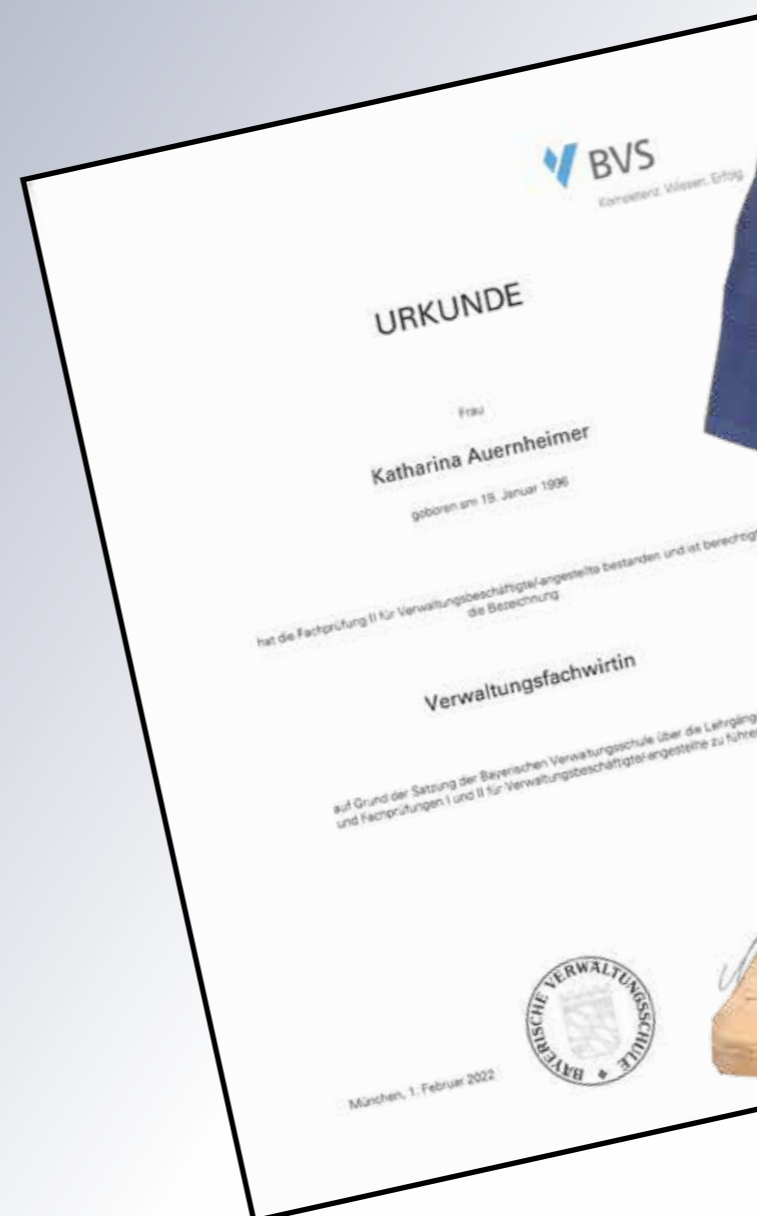 BVS
Kompetenz. Wissen. Erfolg.
URKUNDE
Frau
Katharina Auernheimer
geboren am 19. Januar 1996
hat die Fachprüfung II für Verwaltungsbeschäftigte/-angestellte bestanden und ist berechtigt
die Bezeichnung
Verwaltungsfachwirtin
auf Grund der Satzung der Bayerischen Verwaltungsschule über die Lehrgänge
und Fachprüfungen I und II für Verwaltungsbeschäftigte/-angestellte zu führe
BAYERISCHE VERWALTUNGSSCHULE
München, 1. Februar 2022